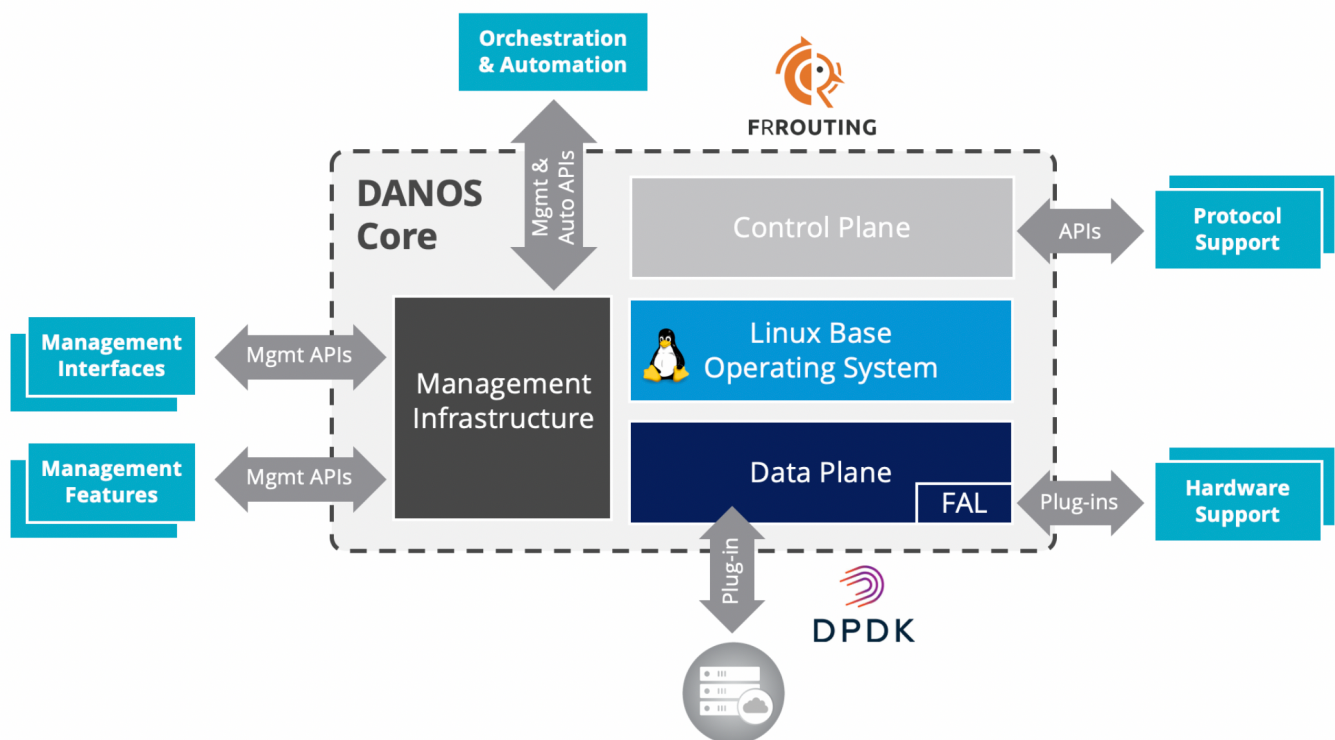 Orchestration
& Automation
FRROUTING
DANOS
Core
Mgmt &
Auto APIs
Control Plane
APIs
Protocol
Support
Management
Interfaces
Mgmt APIs
Management
Infrastructure
Linux Base
Operating System
Management
Features
Mgmt APIs
Data Plane
FAL
Plug-ins
Hardware
Support
Plug-in
DPDK